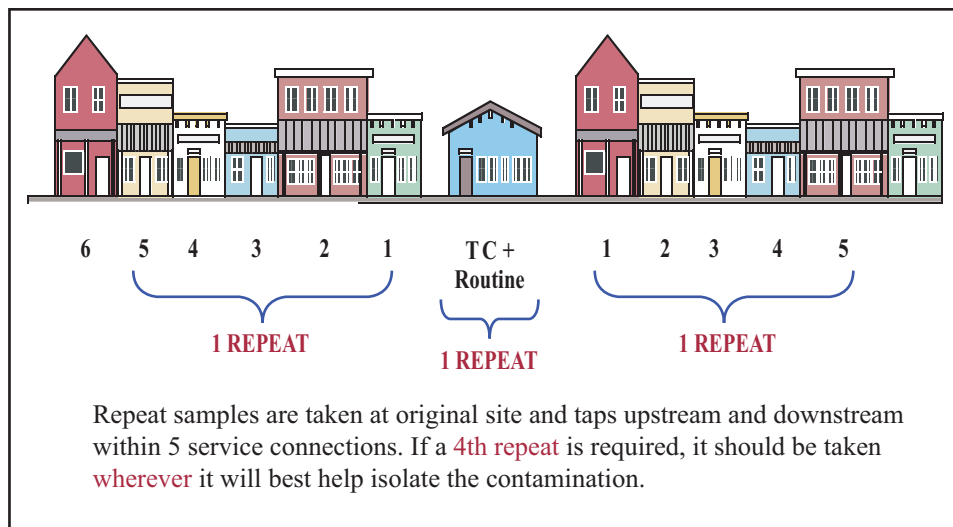 6 5 4 3 2 1 TC + 1 2 3 4 5
Routine
1 REPEAT 1 REPEAT 1 REPEAT
Repeat samples are taken at original site and taps upstream and downstream
within 5 service connections. If a 4th repeat is required, it should be taken
wherever it will best help isolate the contamination.